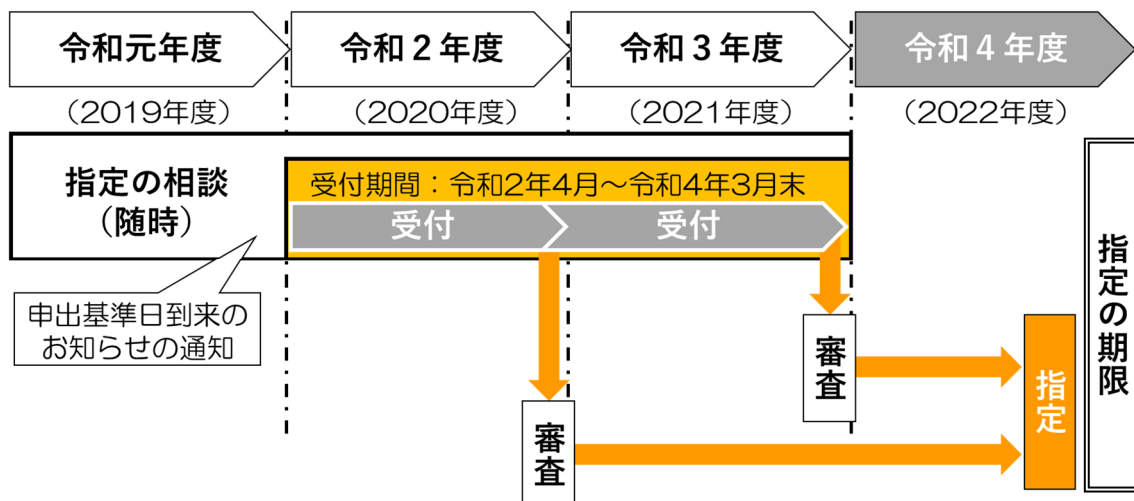 令和元年度
令和２年度
令和３年度
令和４年度
（2019年度）
（2020年度）
（2021年度）
（2022年度）
指定の相談
（随時）
受付期間：令和2年4月～令和4年3月末
受付
受付
申出基準日到来の
お知らせの通知
審査
審査
指定
指定の期限